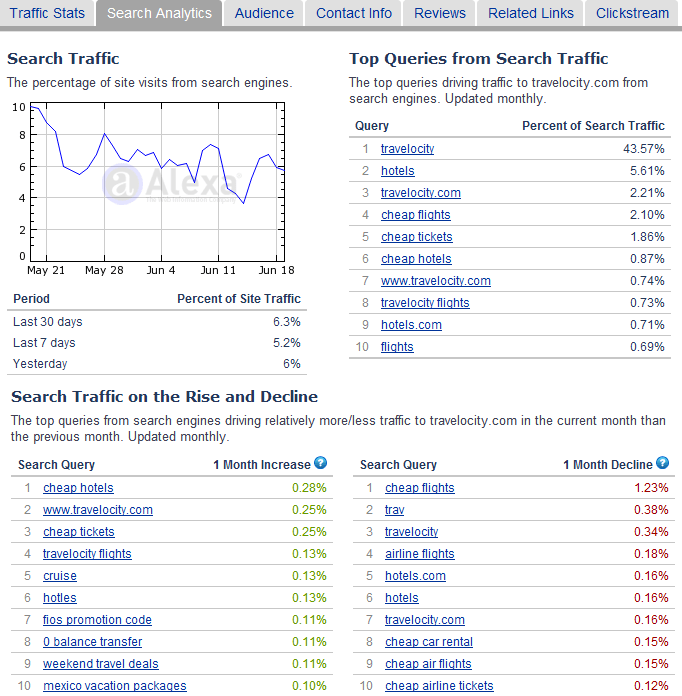 Traffic Stats Search Analytics Audience Contact Info Reviews Related Links Clickstream
Search Traffic
The percentage of site visits from search engines.
10
8
6
4
2
0
May 21 May 28 Jun 4 Jun 11 Jun 18
a Alexa
The Web Information Company
Period Percent of Site Traffic
Last 30 days 6.3%
Last 7 days 5.2%
Yesterday 6%
Top Queries from Search Traffic
The top queries driving traffic to travelocity.com from
search engines. Updated monthly.
Query Percent of Search Traffic
1 travelocity 43.57%
2 hotels 5.61%
3 travelocity.com 2.21%
4 cheap flights 2.10%
5 cheap tickets 1.86%
6 cheap hotels 0.87%
7 www.travelocity.com 0.74%
8 travelocity flights 0.73%
9 hotels.com 0.71%
10 flights 0.69%
Search Traffic on the Rise and Decline
The top queries from search engines driving relatively more/less traffic to travelocity.com in the current month than
the previous month. Updated monthly.
Search Query 1 Month Increase ?
1 cheap hotels 0.28%
2 www.travelocity.com 0.25%
3 cheap tickets 0.25%
4 travelocity flights 0.13%
5 cruise 0.13%
6 hotles 0.13%
7 fios promotion code 0.11%
8 0 balance transfer 0.11%
9 weekend travel deals 0.11%
10 mexico vacation packages 0.10%
Search Query 1 Month Decline ?
1 cheap flights 1.23%
2 trav 0.38%
3 travelocity 0.34%
4 airline flights 0.18%
5 hotels.com 0.16%
6 hotels 0.16%
7 travelocity.com 0.16%
8 cheap car rental 0.15%
9 cheap air flights 0.15%
10 cheap airline tickets 0.12%